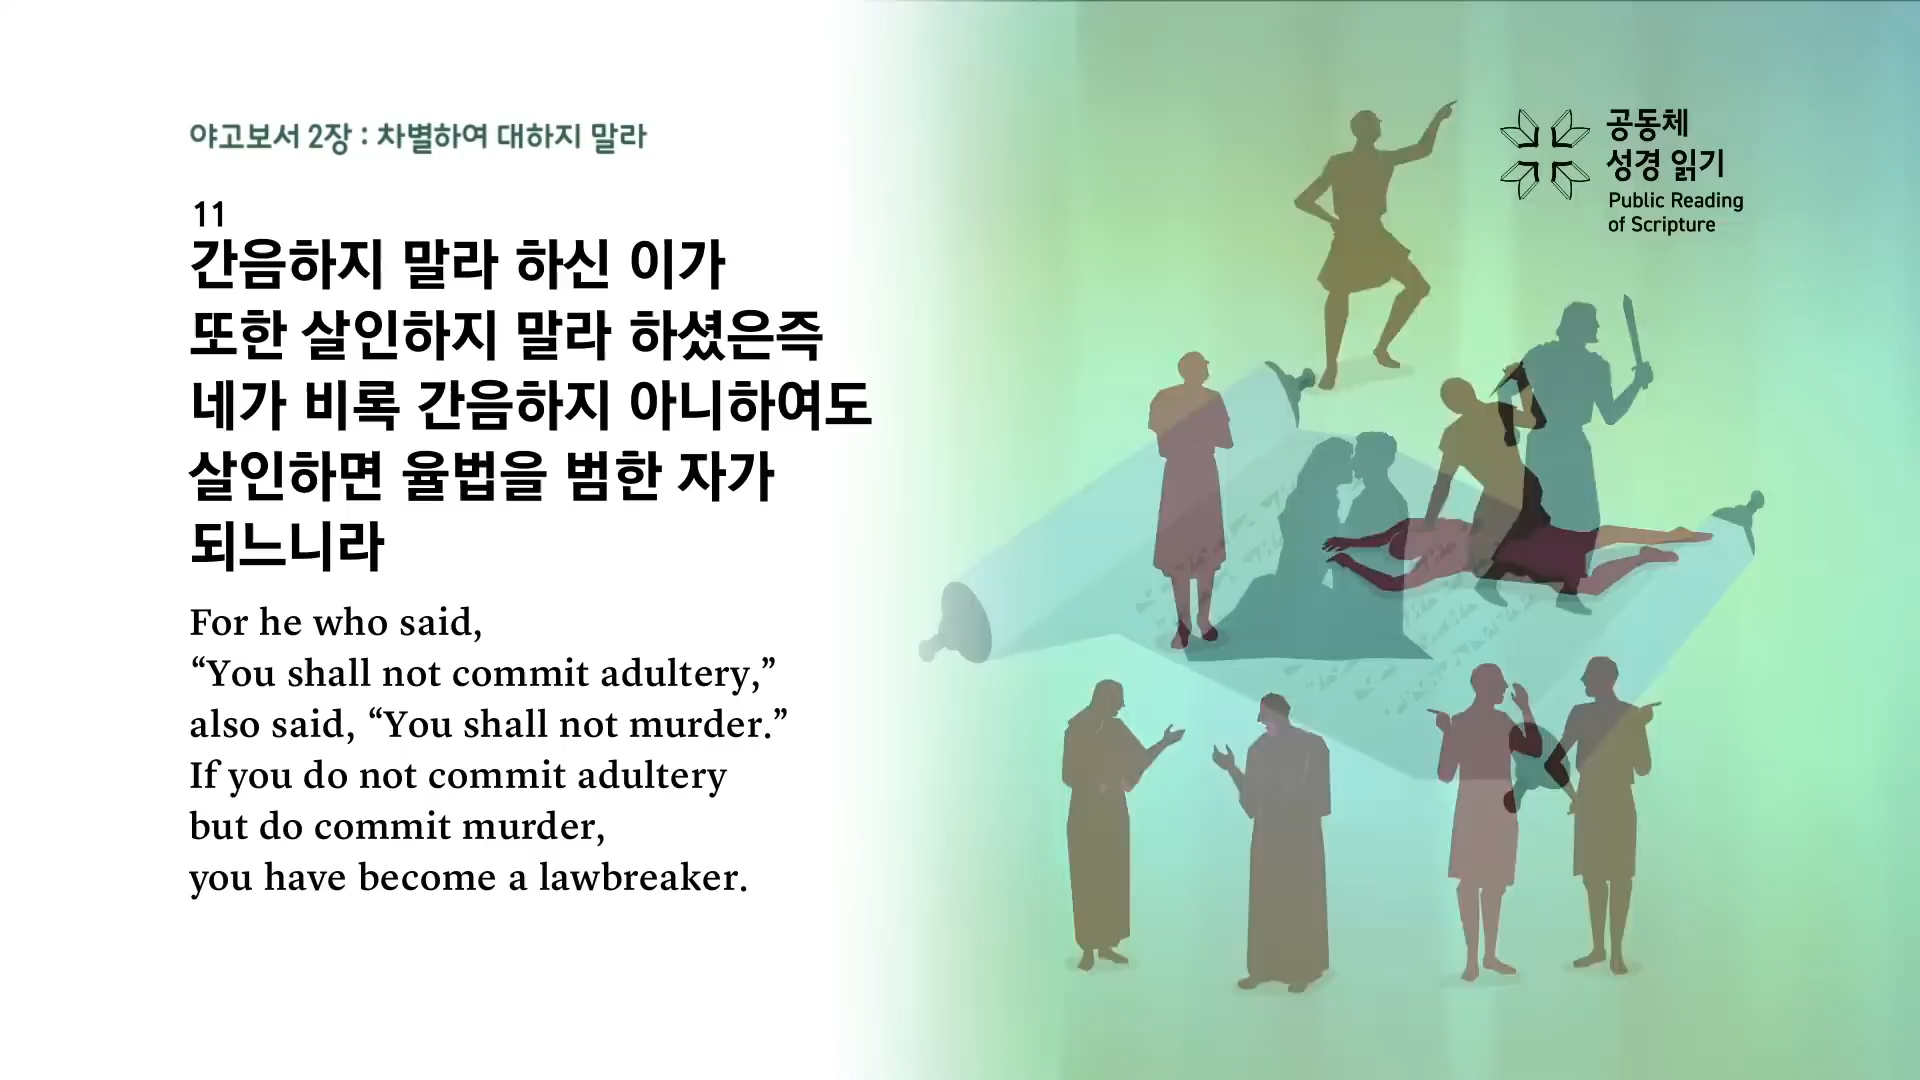 야고보서 2장 : 차별하여 대하지 말라
11
간음하지 말라 하신 이가
또한 살인하지 말라 하셨은즉
네가 비록 간음하지 아니하여도
살인하면 율법을 범한 자가
되느니라
For he who said,
“You shall not commit adultery,”
also said, “You shall not murder.”
If you do not commit adultery
but do commit murder,
you have become a lawbreaker.
공동체
성경 읽기
Public Reading
of Scripture